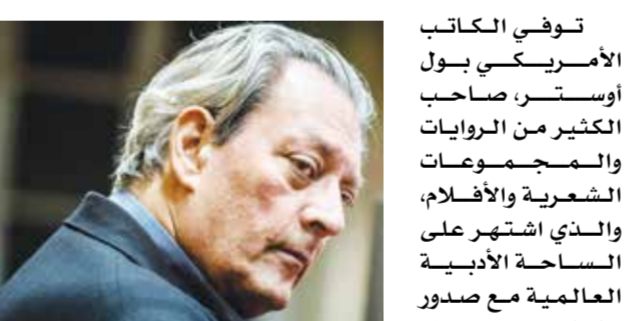 توفي الكاتب
الأمريكي بول
أوستر، صاحب
الكثير من الروايات
والمجموعات
الشعرية والأفلام،
والذي اشتهر على
الساحة الأدبية
العالمية مع صدور